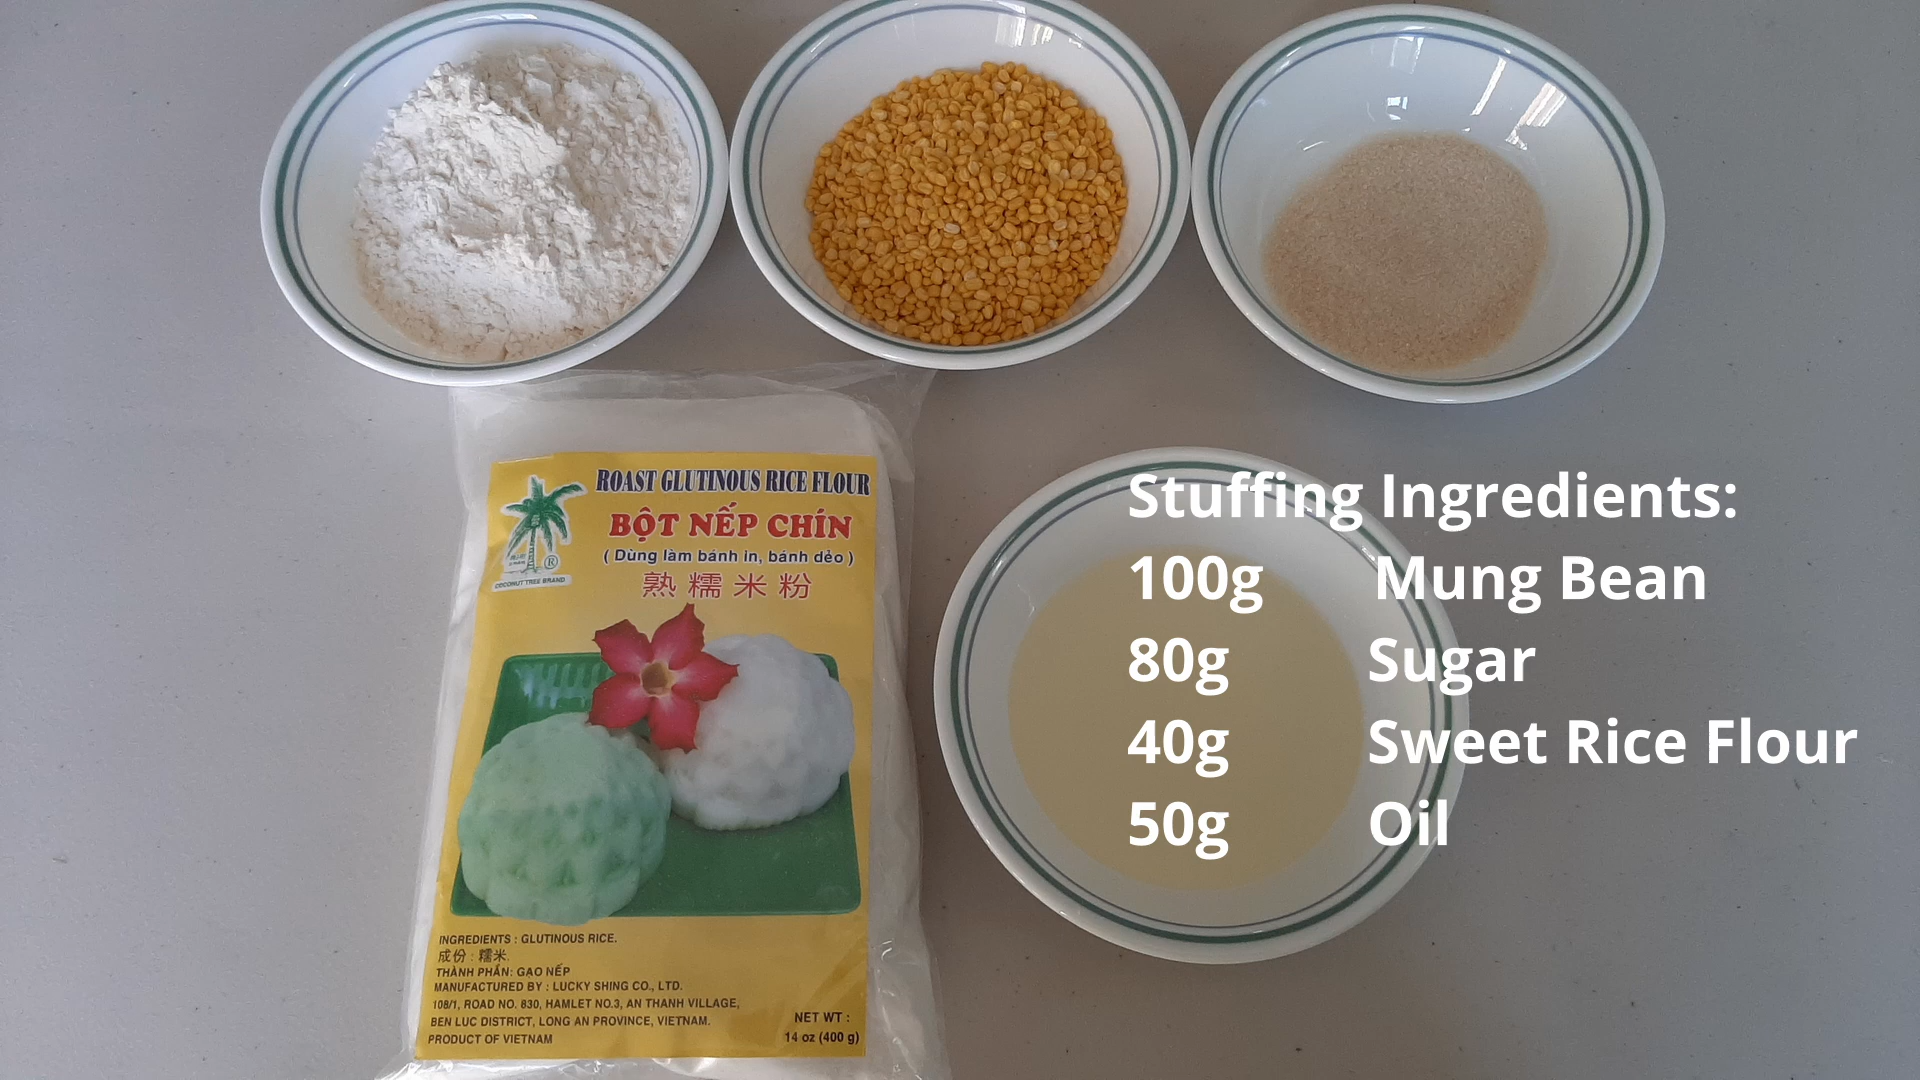 ROAST GLUTINOUS RICE FLOUR
BỘT NẾP CHÍN
( Dùng làm bánh in, bánh dẻo )
熟糯米粉
®
COCONUT TREE BRAND
INGREDIENTS : GLUTINOUS RICE.
成份 : 糯米.
THÀNH PHẦN: GẠO NẾP
MANUFACTURED BY : LUCKY SHING CO., LTD.
108/1, ROAD NO. 830, HAMLET NO.3, AN THANH VILLAGE,
BEN LUC DISTRICT, LONG AN PROVINCE, VIETNAM.
PRODUCT OF VIETNAM
NET WT :
14 oz (400 g)
Stuffing Ingredients:
100g Mung Bean
80g Sugar
40g Sweet Rice Flour
50g Oil